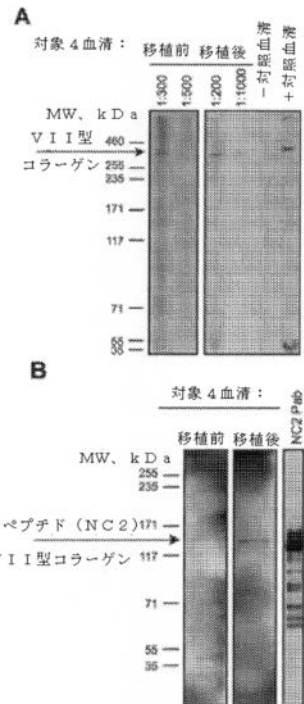 A
対象４血清：
移植前 移植後
1:300
1:500
1:200
1:1000
－対照血清
＋対照血清
MW、ｋＤａ
ＶＩＩ型
コラーゲン
460
255
235
171
117
71
55
35
B
対象４血清：
移植前 移植後
NC2 Pab
MW、ｋＤａ
255
235
171
ペプチド（NC2）
ＩＩ型コラーゲン
117
71
55
35